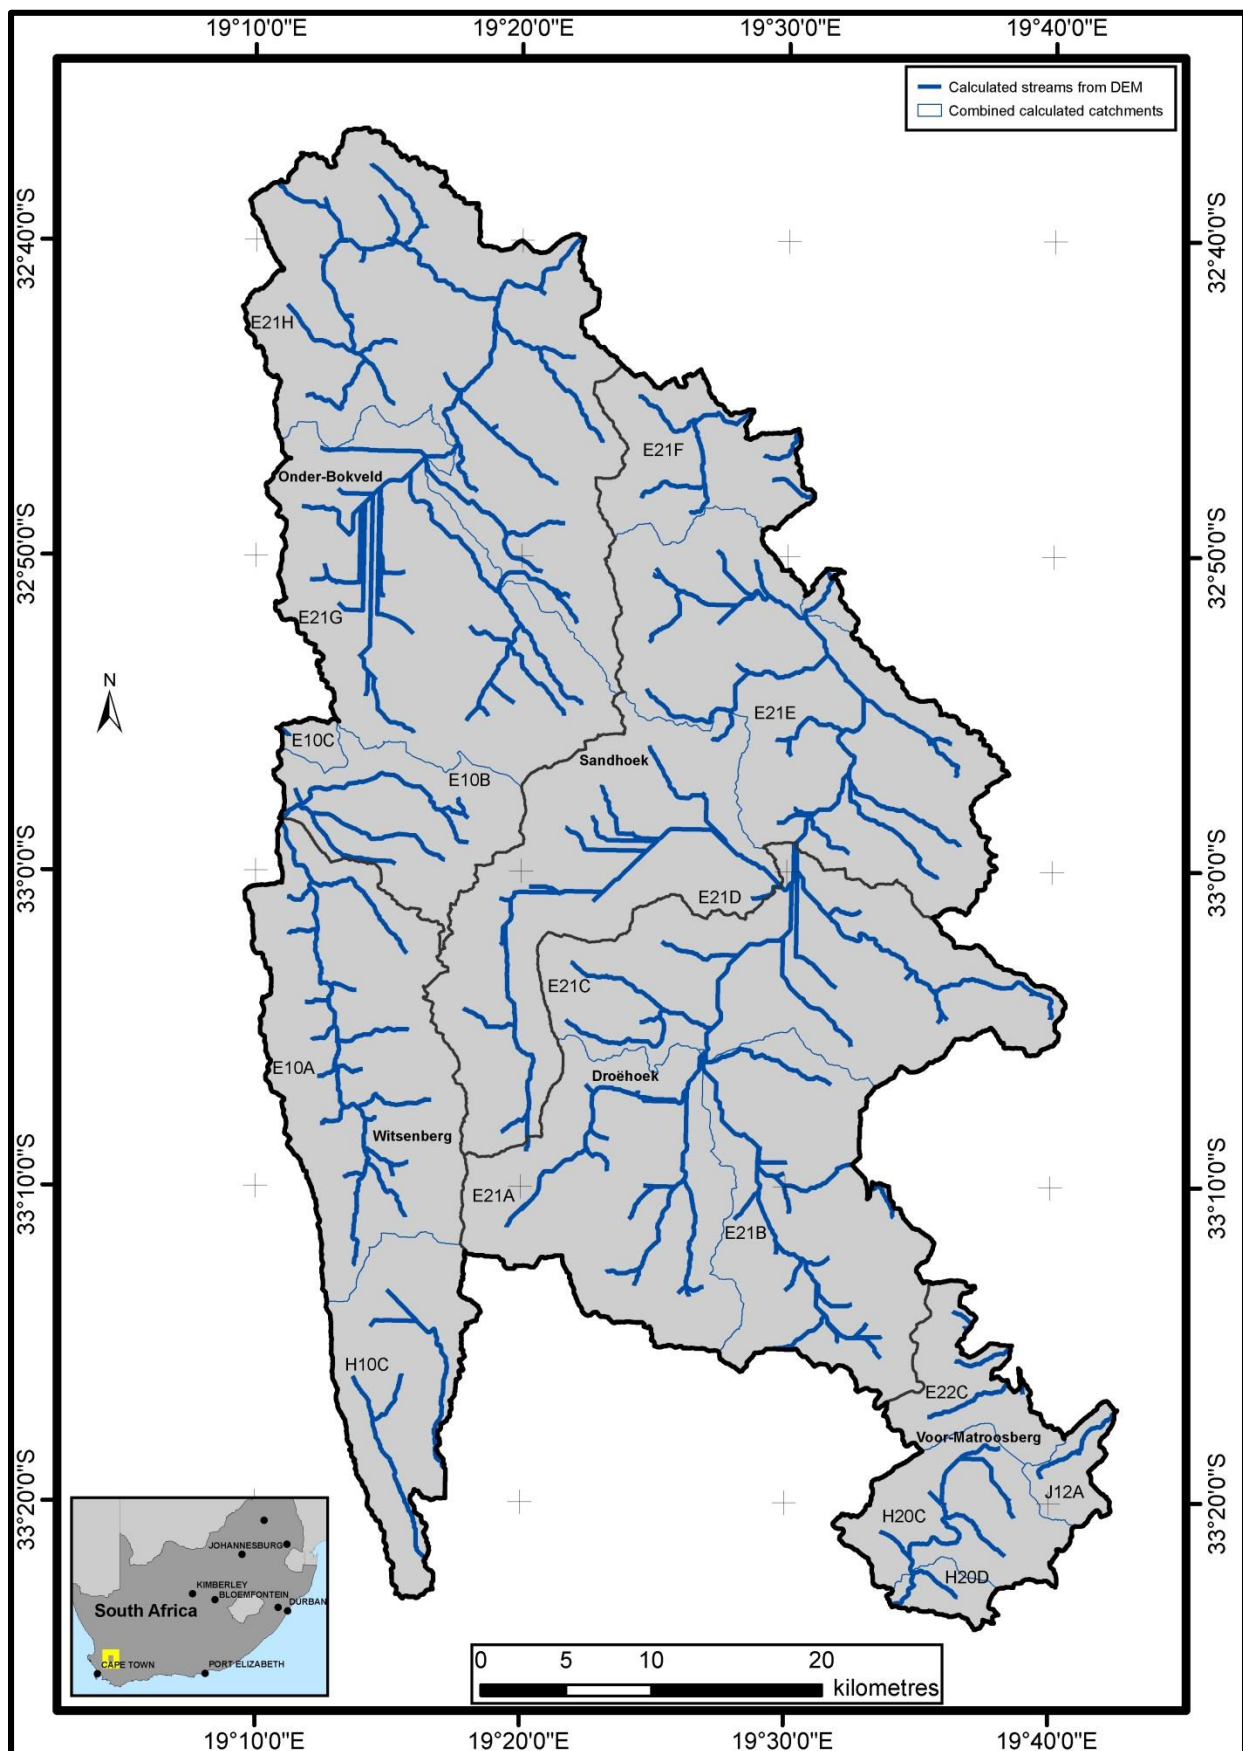 19°10'0"E 19°20'0"E 19°30'0"E 19°40'0"E
Calculated streams from DEM
Combined calculated catchments
32°40'0"S 32°40'0"S
E21H
E21F
Onder-Bokveld
32°50'0"S 32°50'0"S
E21G
N
E21E
E10C
Sandhoek
E10B
33°0'0"S 33°0'0"S
E21D
E21C
E10A
Droëhoek
Witsenberg
33°10'0"S 33°10'0"S
E21A
E21B
H10C
E22C
Voor-Matroosberg
J12A
33°20'0"S 33°20'0"S
H20C
H20D
JOHANNESBURG
KIMBERLEY
BLOEMFONTEIN
DURBAN
South Africa
CAPE TOWN
PORT ELIZABETH
0 5 10 20
kilometres
19°10'0"E 19°20'0"E 19°30'0"E 19°40'0"E